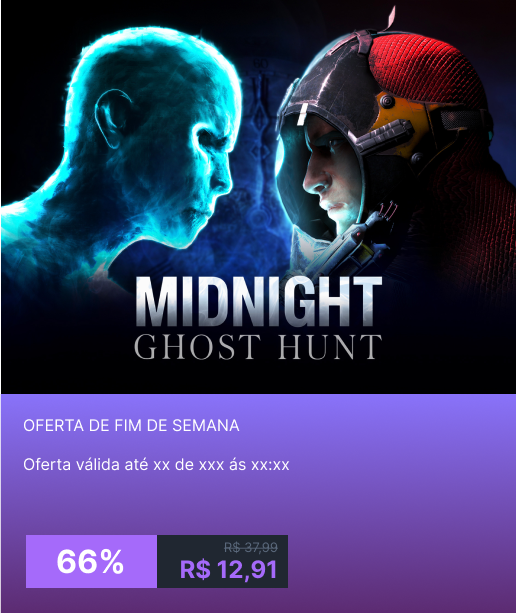 MIDNIGHT
GHOST HUNT
OFERTA DE FIM DE SEMANA
Oferta válida até xx de xxx ás xx:xx
66%
R$ 37,99
R$ 12,91